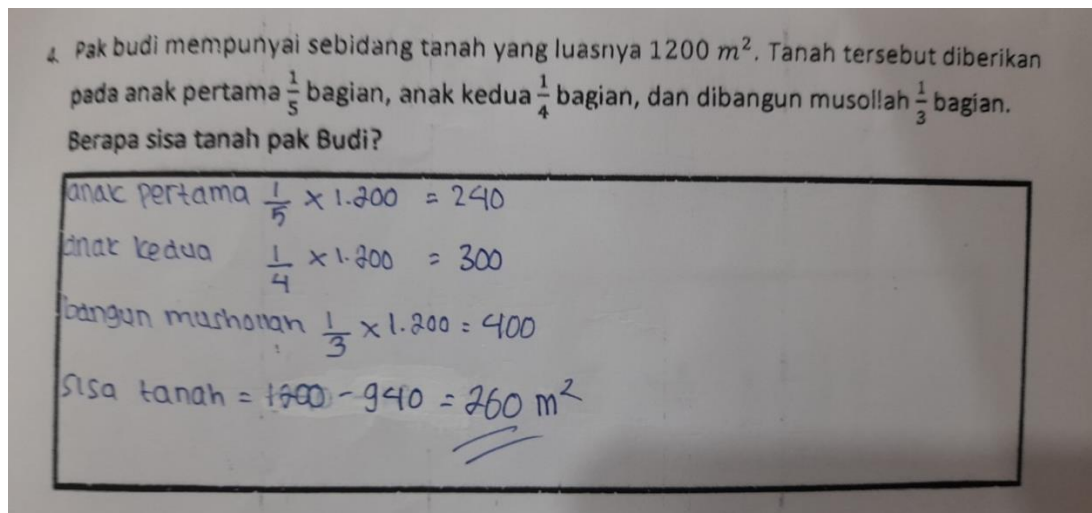 4. Pak budi mempunyai sebidang tanah yang luasnya 1200 m². Tanah tersebut diberikan
pada anak pertama 1/5 bagian, anak kedua 1/4 bagian, dan dibangun musollah 1/3 bagian.
Berapa sisa tanah pak Budi?
anak pertama 1/5 × 1.200 = 240
anak kedua 1/4 × 1.200 = 300
bangun mushollah 1/3 × 1.200 = 400
sisa tanah = 1200 - 940 = 260 m²